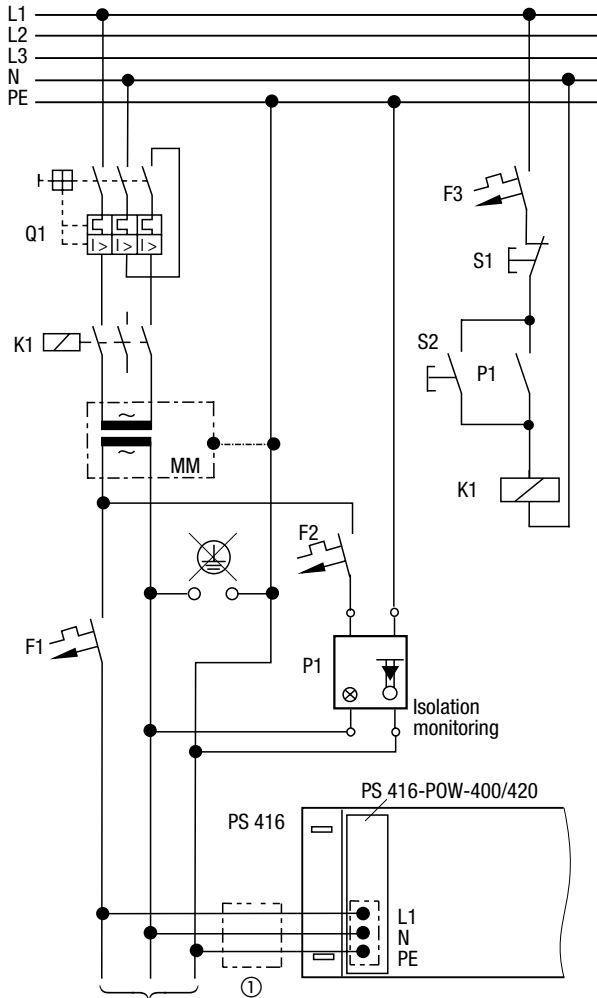 L1
L2
L3
N
PE
Q1
I> I> I>
F3
S1
K1
S2
P1
~
~
MM
K1
F2
F1
P1
Isolation
monitoring
PS 416-POW-400/420
PS 416
L1
N
PE
①